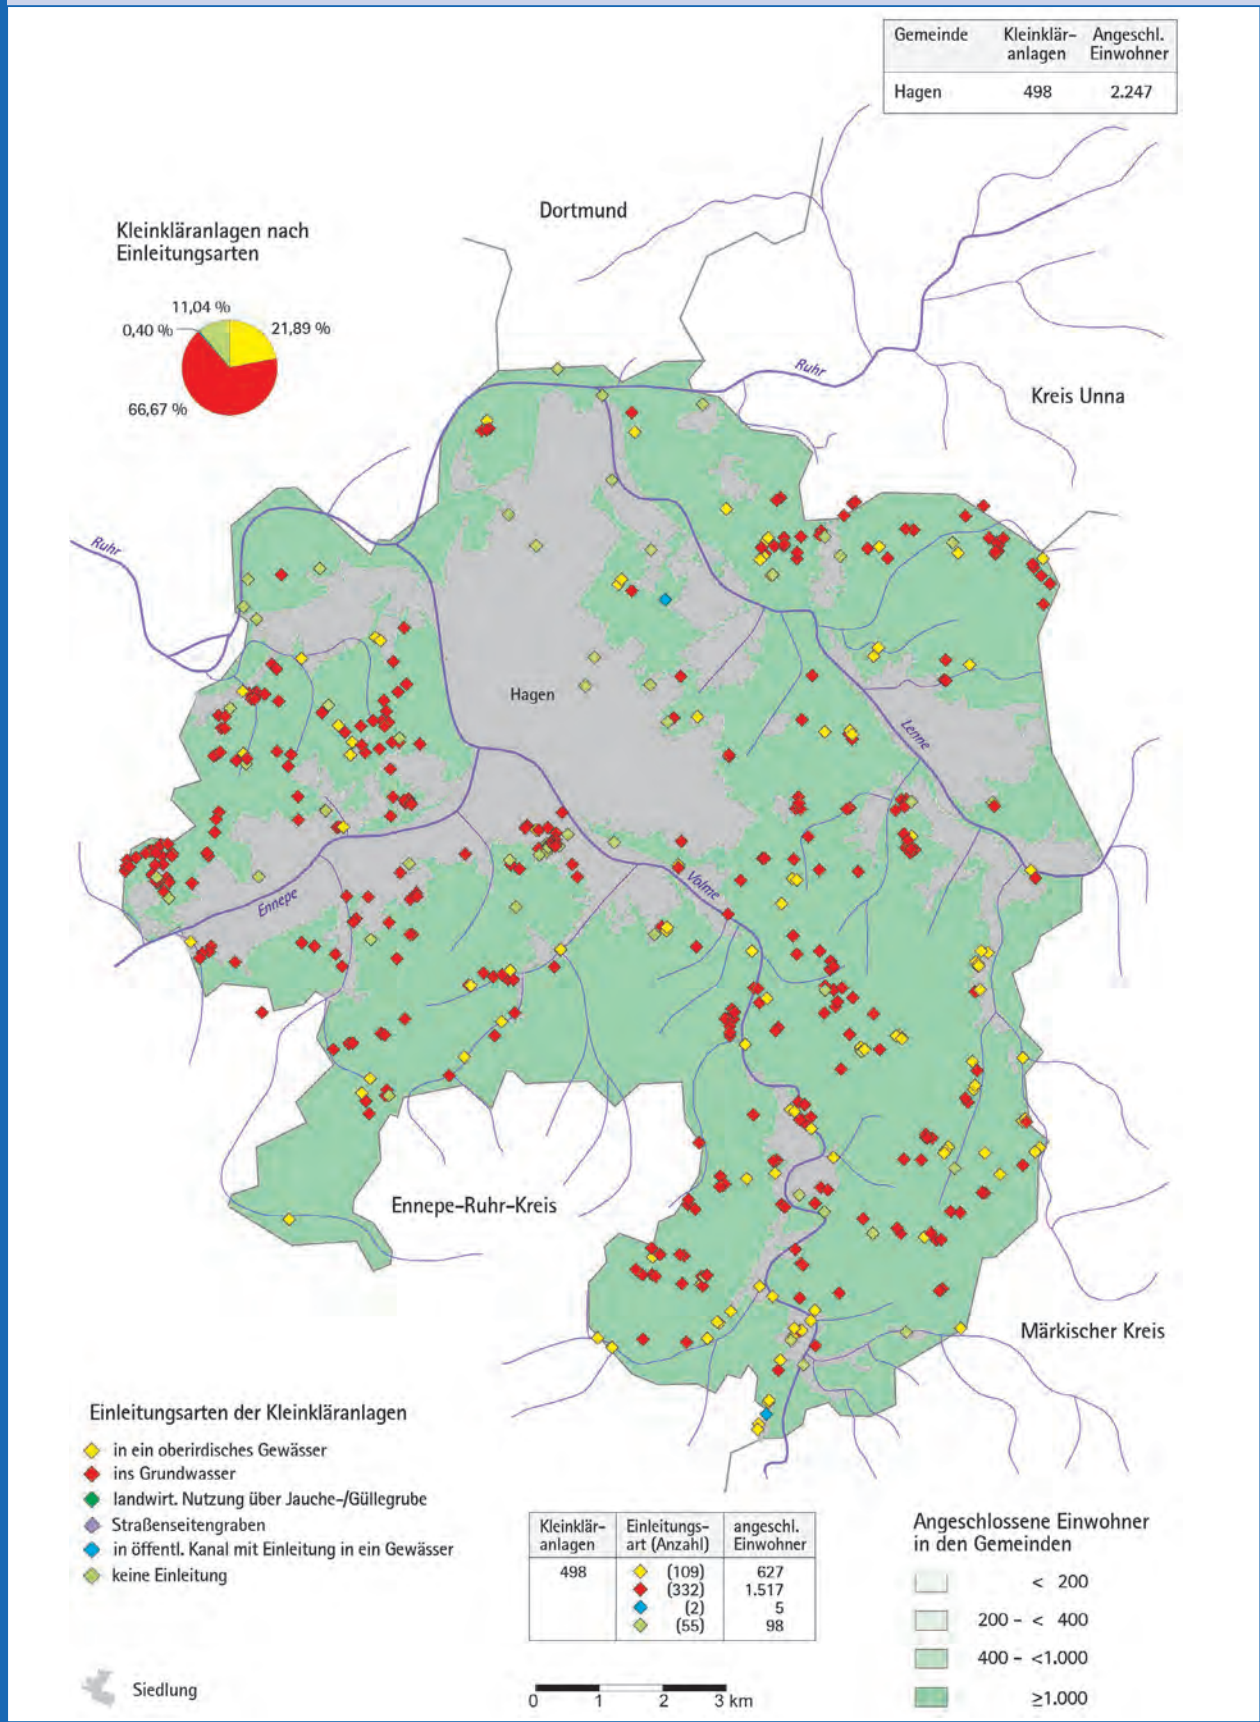 Gemeinde Kleinklär- Angeschl.
anlagen Einwohner
Hagen 498 2.247
Dortmund
Kleinkläranlagen nach
Einleitungsarten
11,04 %
0,40 %
21,89 %
66,67 %
Ruhr
Kreis Unna
Ruhr
Hagen
Lenne
Volme
Ennepe
Ennepe-Ruhr-Kreis
Märkischer Kreis
Einleitungsarten der Kleinkläranlagen
in ein oberirdisches Gewässer
ins Grundwasser
landwirt. Nutzung über Jauche-/Güllegrube
Straßenseitengraben
in öffentl. Kanal mit Einleitung in ein Gewässer
keine Einleitung
Siedlung
Kleinklär- Einleitungs- angeschl.
anlagen art (Anzahl) Einwohner
498 (109) 627
(332) 1.517
(2) 5
(55) 98
0 1 2 3 km
Angeschlossene Einwohner
in den Gemeinden
< 200
200 - < 400
400 - <1.000
≥1.000